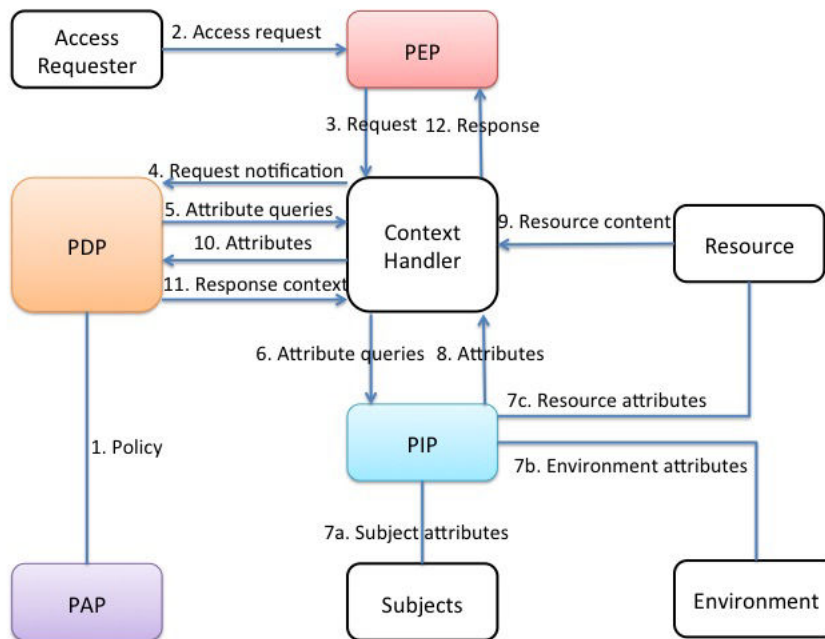 Access
Requester
2. Access request
PEP
3. Request
12. Response
4. Request notification
5. Attribute queries
PDP
10. Attributes
11. Response context
Context
Handler
9. Resource content
Resource
6. Attribute queries
8. Attributes
7c. Resource attributes
1. Policy
PIP
7b. Environment attributes
7a. Subject attributes
PAP
Subjects
Environment